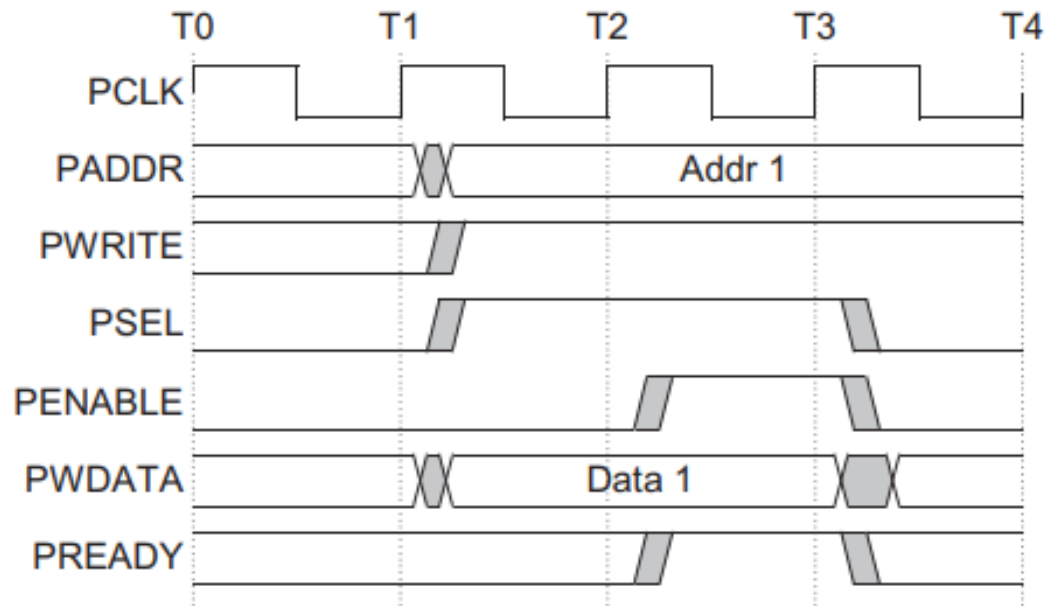 T0 T1 T2 T3 T4
PCLK
PADDR Addr 1
PWRITE
PSEL
PENABLE
PWDATA Data 1
PREADY